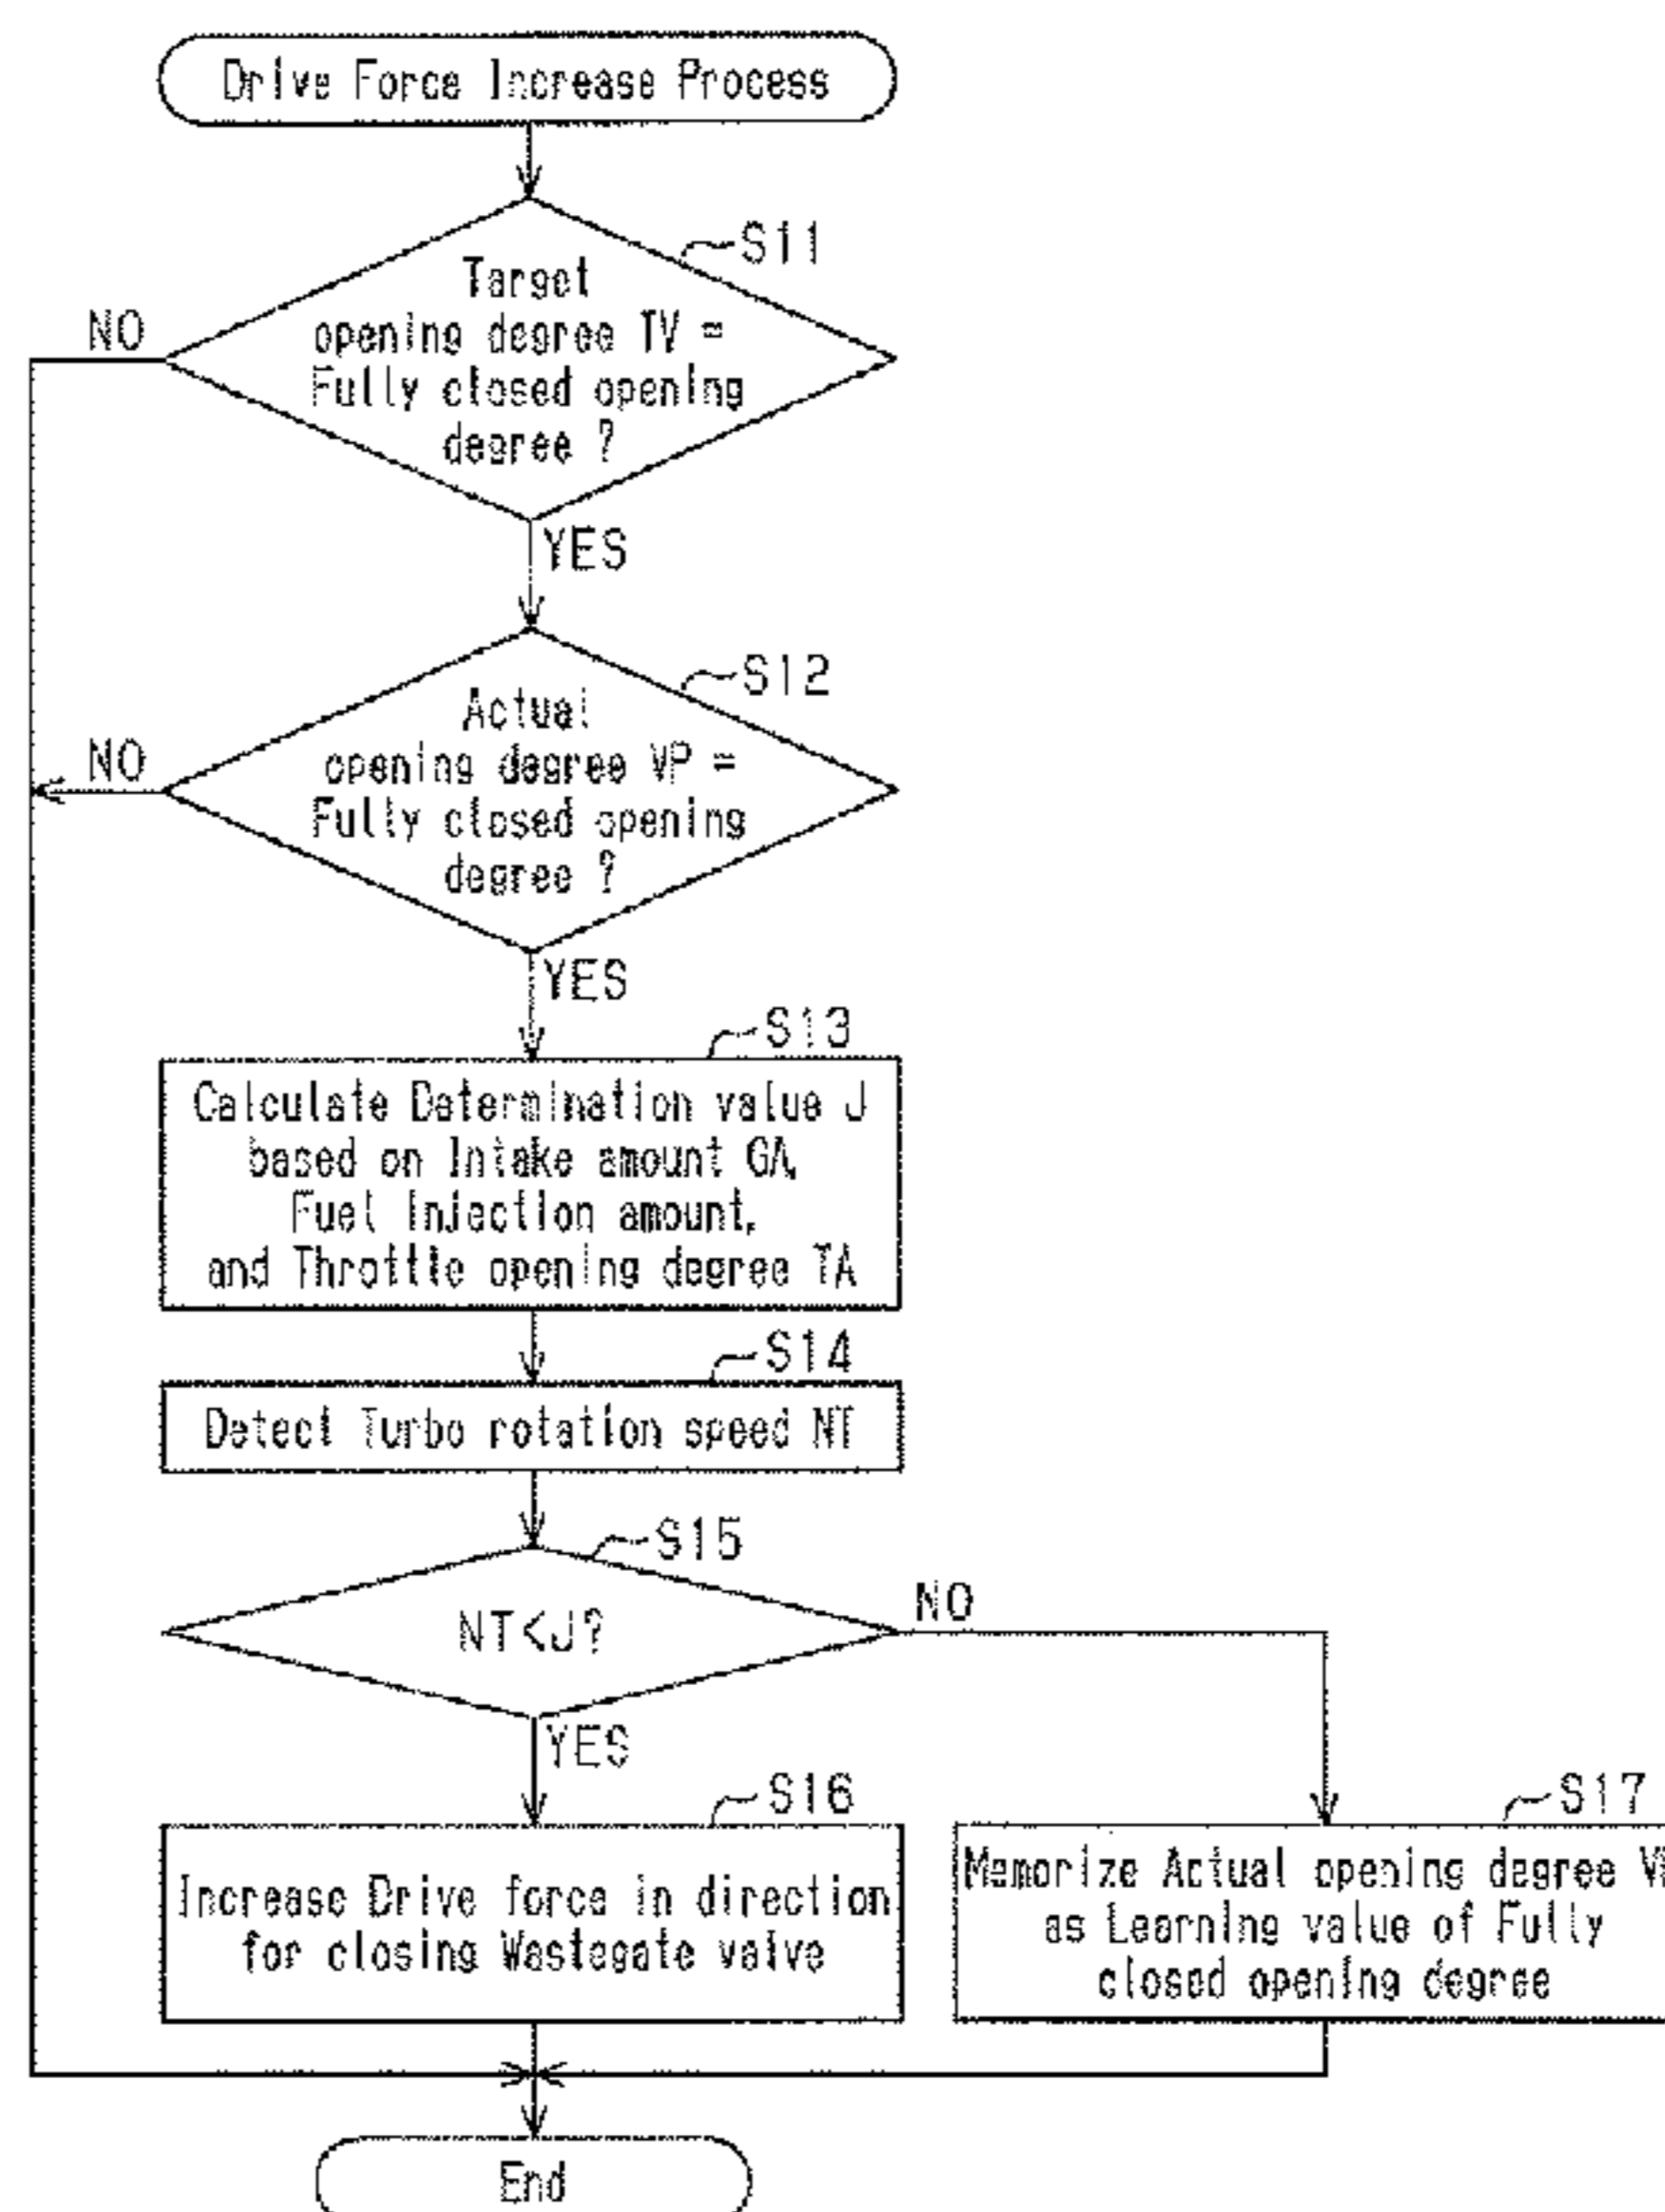 Drive Force Increase Process
S11
Target
opening degree TV =
Fully closed opening
degree ?
NO
YES
S12
Actual
opening degree VP =
Fully closed opening
degree ?
NO
YES
S13
Calculate Determination value J
based on Intake amount GA,
Fuel injection amount,
and Throttle opening degree TA
S14
Detect Turbo rotation speed NT
S15
NT<J?
NO
YES
S16
Increase Drive force in direction
for closing Wastegate valve
S17
Memorize Actual opening degree
as Learning value of Fully
closed opening degree
End